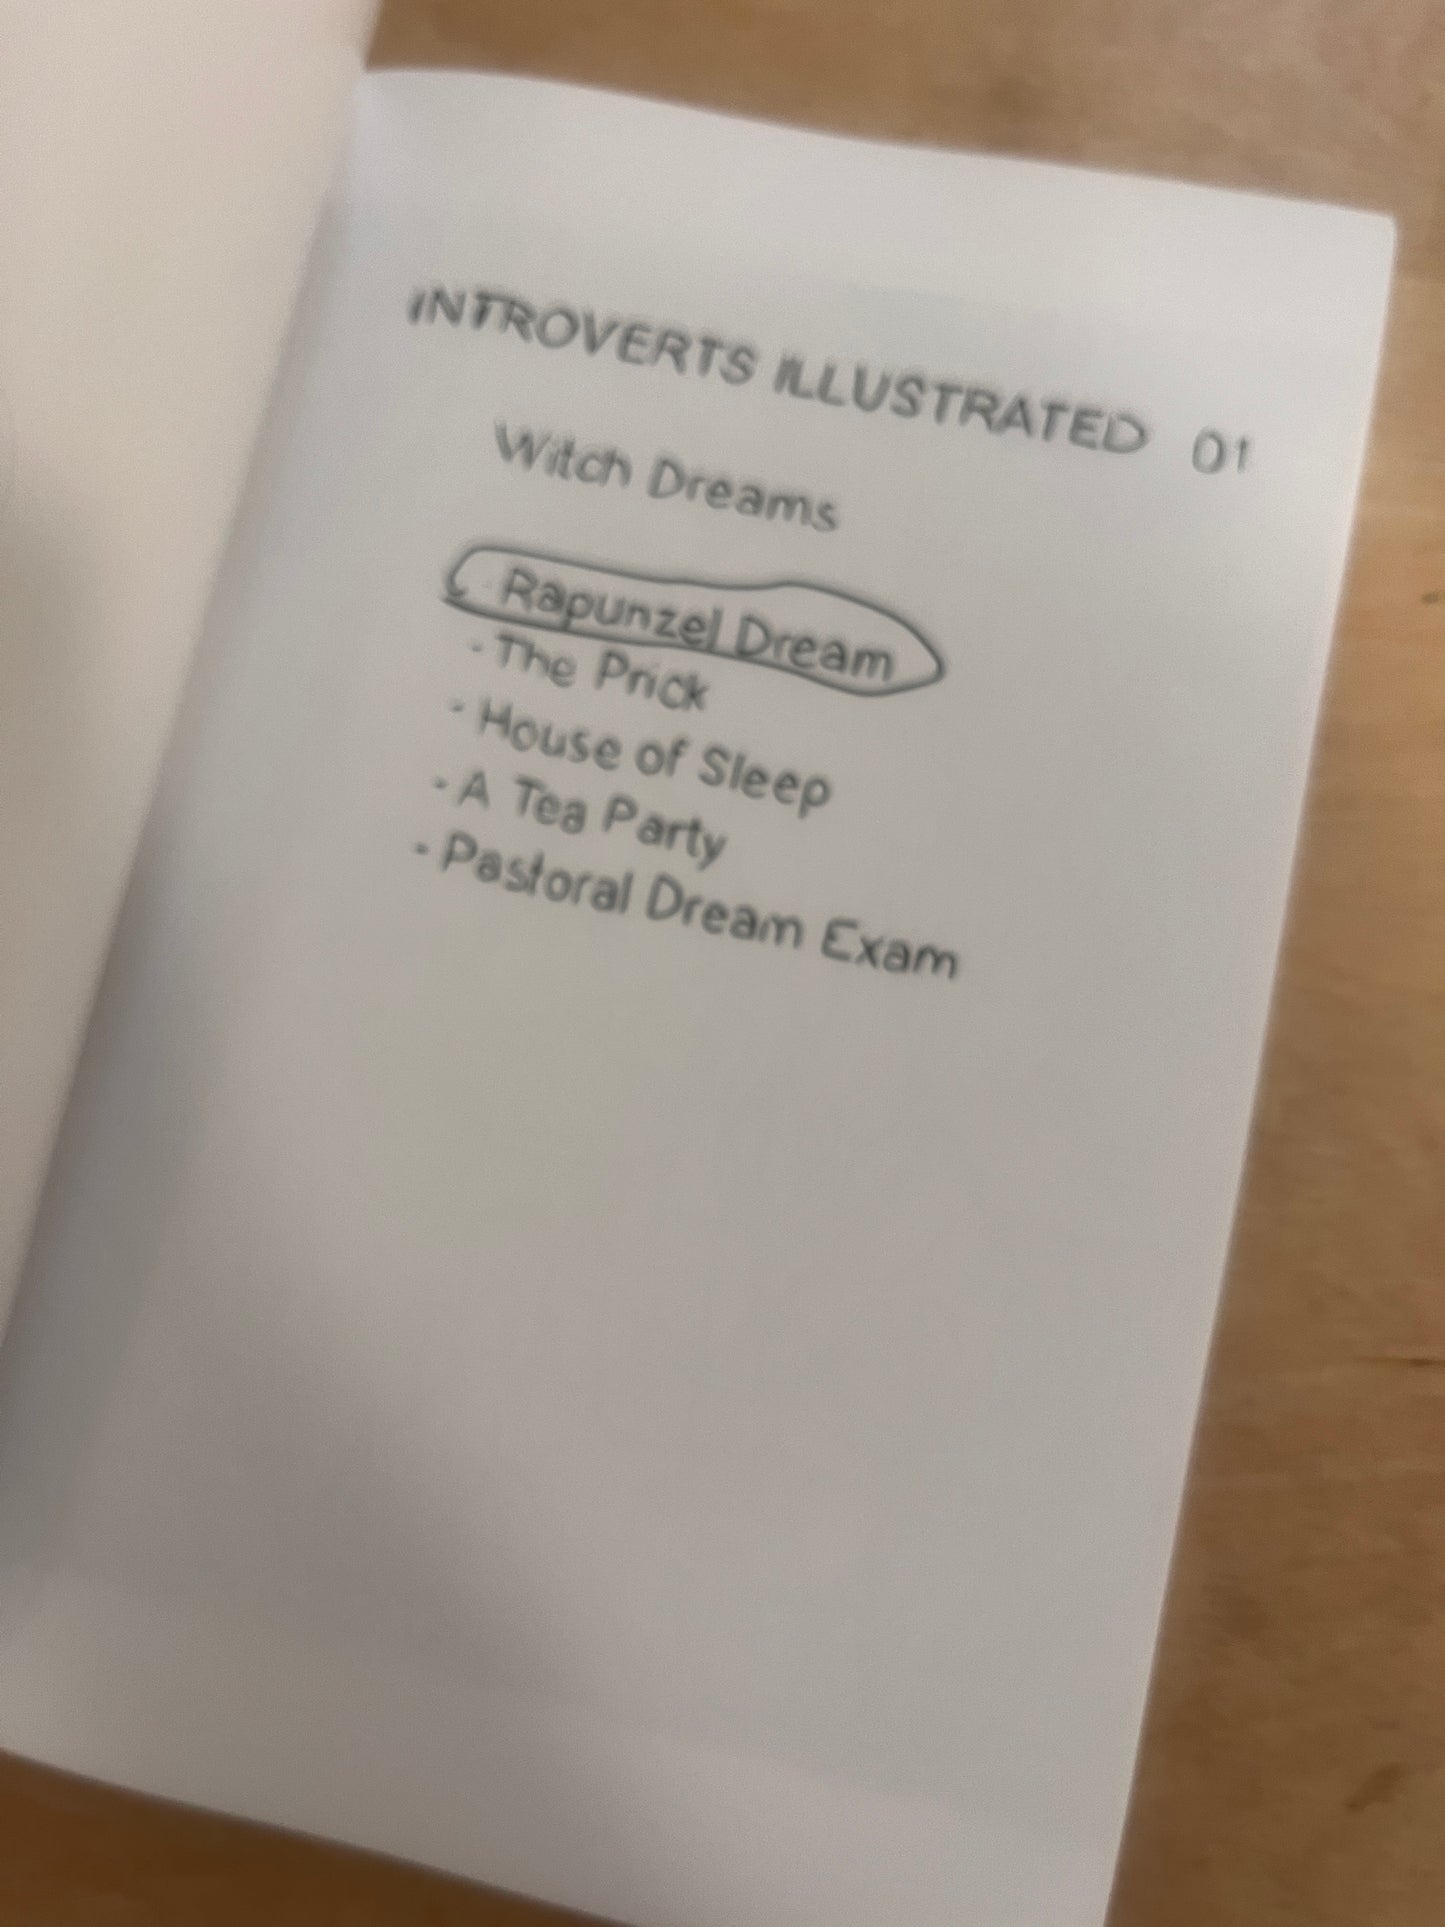 INTROVERTS ILLUSTRATED 01
Witch Dreams
- Rapunzel Dream
- The Prick
- House of Sleep
- A Tea Party
- Pastoral Dream Exam